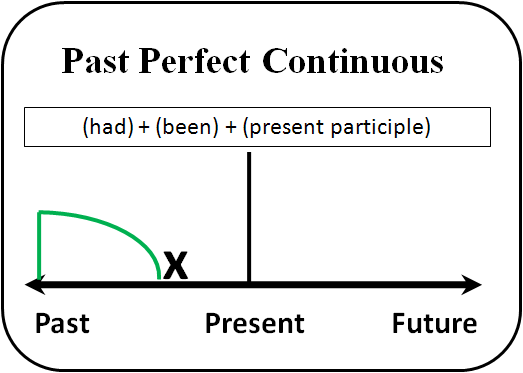 Past Perfect Continuous
(had) + (been) + (present participle)
X
Past Present Future